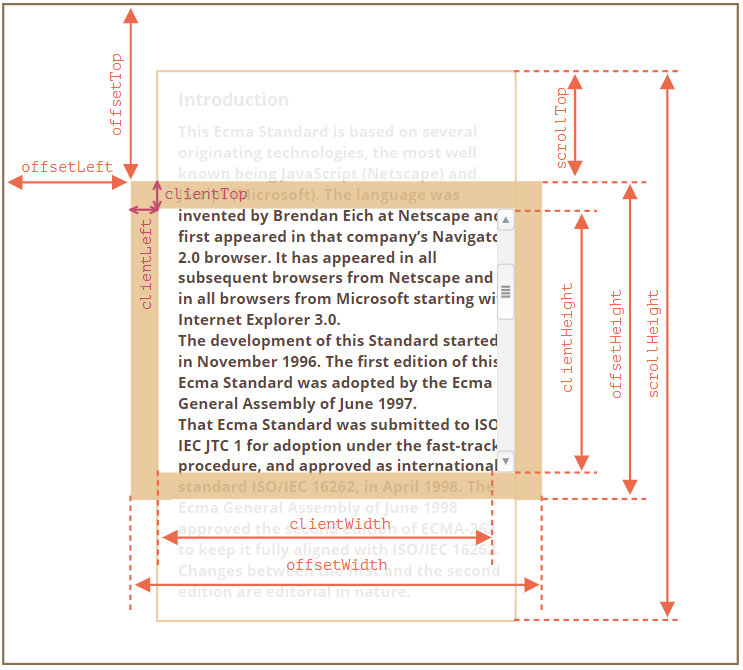 offsetTop
Introduction
scrollTop
This Ecma Standard is based on several
originating technologies, the most well
known being JavaScript (Netscape) and
offsetLeft
clientTop
(Microsoft). The language was
invented by Brendan Eich at Netscape and
first appeared in that company’s Navigato
clientLeft
2.0 browser. It has appeared in all
subsequent browsers from Netscape and
in all browsers from Microsoft starting wi
Internet Explorer 3.0.
clientHeight
offsetHeight
scrollHeight
The development of this Standard started
in November 1996. The first edition of this
Ecma Standard was adopted by the Ecma
General Assembly of June 1997.
That Ecma Standard was submitted to ISO
IEC JTC 1 for adoption under the fast-track
procedure, and approved as international
standard ISO/IEC 16262, in April 1998. The
Ecma General Assembly of June 1998
clientWidth
approved the second edition of ECMA-262
to keep it fully aligned with ISO/IEC 16262.
offsetWidth
Changes between the first and the second
edition are editorial in nature.